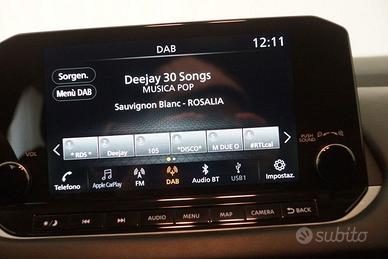 DAB
12:11
Sorgen.
Menù DAB
Deejay 30 Songs
MUSICA POP
Sauvignon Blanc - ROSALIA
* RDS * Deejay 105 *DISCO* M DUE O #RTLcal
VOL
PUSH SOUND
Telefono Apple CarPlay FM DAB Audio BT USB1 Impostaz.
AUDIO MENU MAP CAMERA BACK
subito